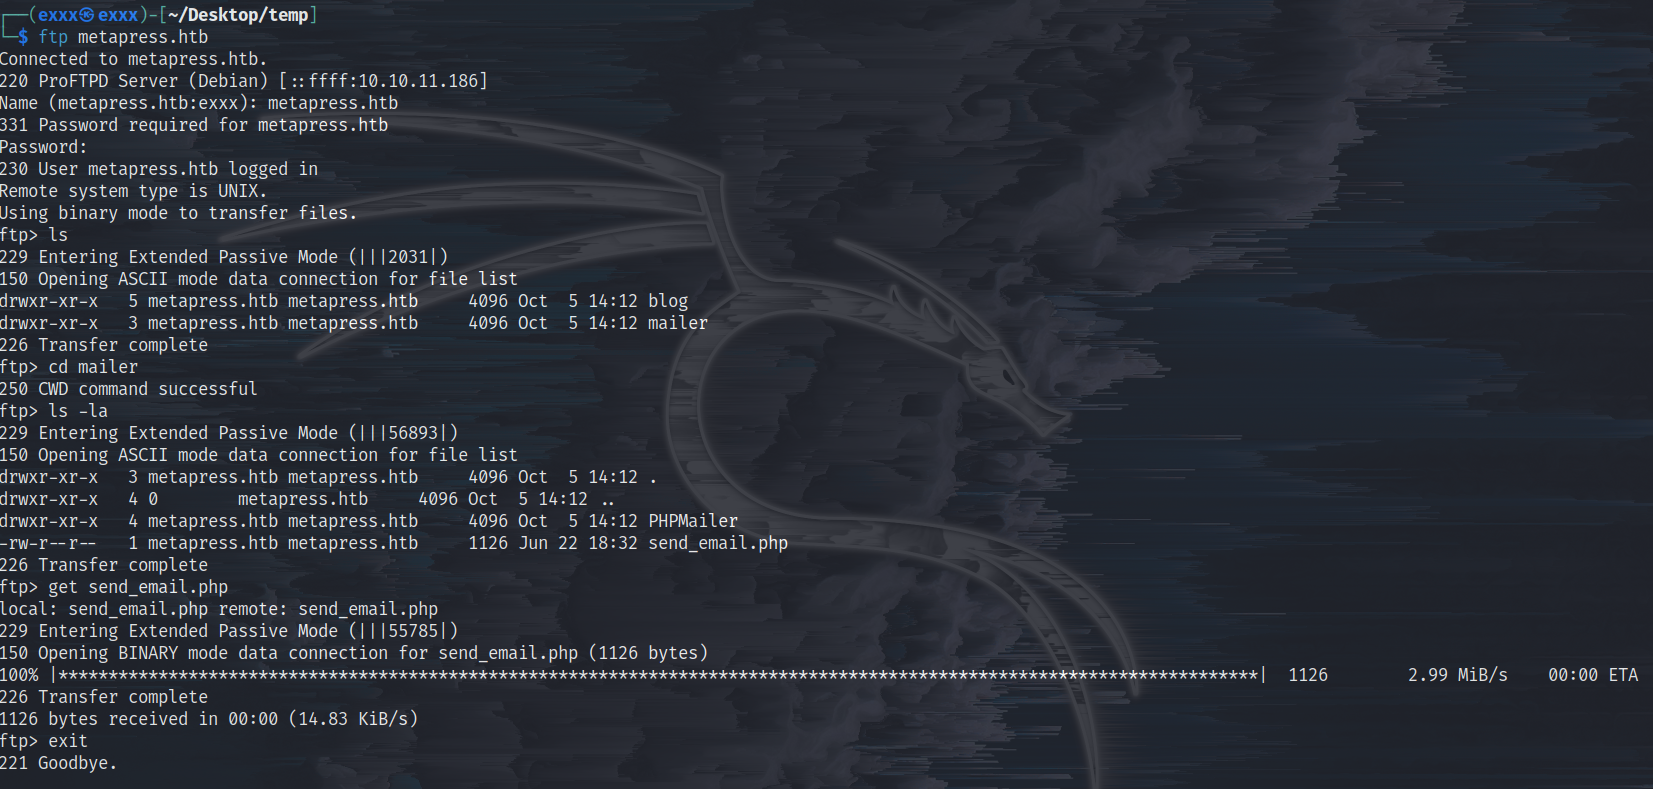 ┌──(exxx㉿exxx)-[~/Desktop/temp]
└─$ ftp metapress.htb
Connected to metapress.htb.
220 ProFTPD Server (Debian) [::ffff:10.10.11.186]
Name (metapress.htb:exxx): metapress.htb
331 Password required for metapress.htb
Password:
230 User metapress.htb logged in
Remote system type is UNIX.
Using binary mode to transfer files.
ftp> ls
229 Entering Extended Passive Mode (|||2031|)
150 Opening ASCII mode data connection for file list
drwxr-xr-x   5 metapress.htb metapress.htb     4096 Oct  5 14:12 blog
drwxr-xr-x   3 metapress.htb metapress.htb     4096 Oct  5 14:12 mailer
226 Transfer complete
ftp> cd mailer
250 CWD command successful
ftp> ls -la
229 Entering Extended Passive Mode (|||56893|)
150 Opening ASCII mode data connection for file list
drwxr-xr-x   3 metapress.htb metapress.htb     4096 Oct  5 14:12 .
drwxr-xr-x   4 0        metapress.htb     4096 Oct  5 14:12 ..
drwxr-xr-x   4 metapress.htb metapress.htb     4096 Oct  5 14:12 PHPMailer
-rw-r--r--   1 metapress.htb metapress.htb     1126 Jun 22 18:32 send_email.php
226 Transfer complete
ftp> get send_email.php
local: send_email.php remote: send_email.php
229 Entering Extended Passive Mode (|||55785|)
150 Opening BINARY mode data connection for send_email.php (1126 bytes)
100% |************************************************************************************************************************|  1126        2.99 MiB/s    00:00 ETA
226 Transfer complete
1126 bytes received in 00:00 (14.83 KiB/s)
ftp> exit
221 Goodbye.